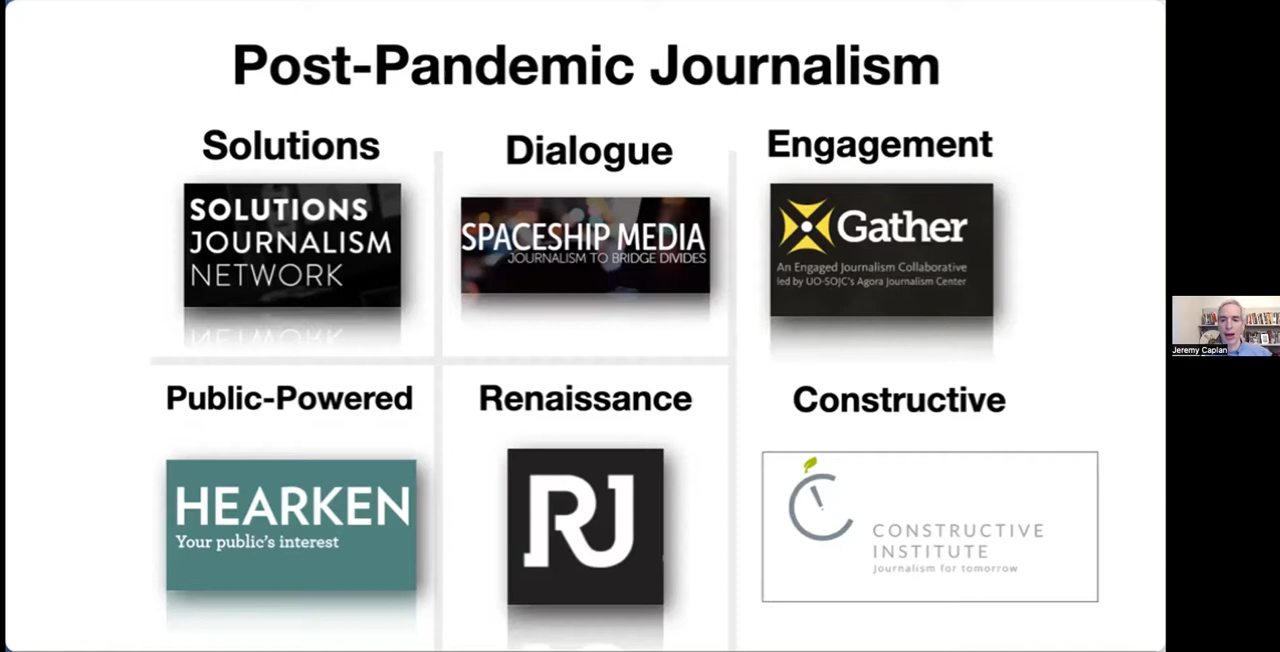 Post-Pandemic Journalism
Solutions
Dialogue
Engagement
SOLUTIONS
JOURNALISM
NETWORK
SPACESHIP MEDIA
JOURNALISM TO BRIDGE DIVIDES
Gather
An Engaged Journalism Collaborative
led by UO-SOJC's Agora Journalism Center
Public-Powered
Renaissance
Constructive
HEARKEN
Your public's interest
RJ
CONSTRUCTIVE
INSTITUTE
Journalism for tomorrow
Jeremy Caplan